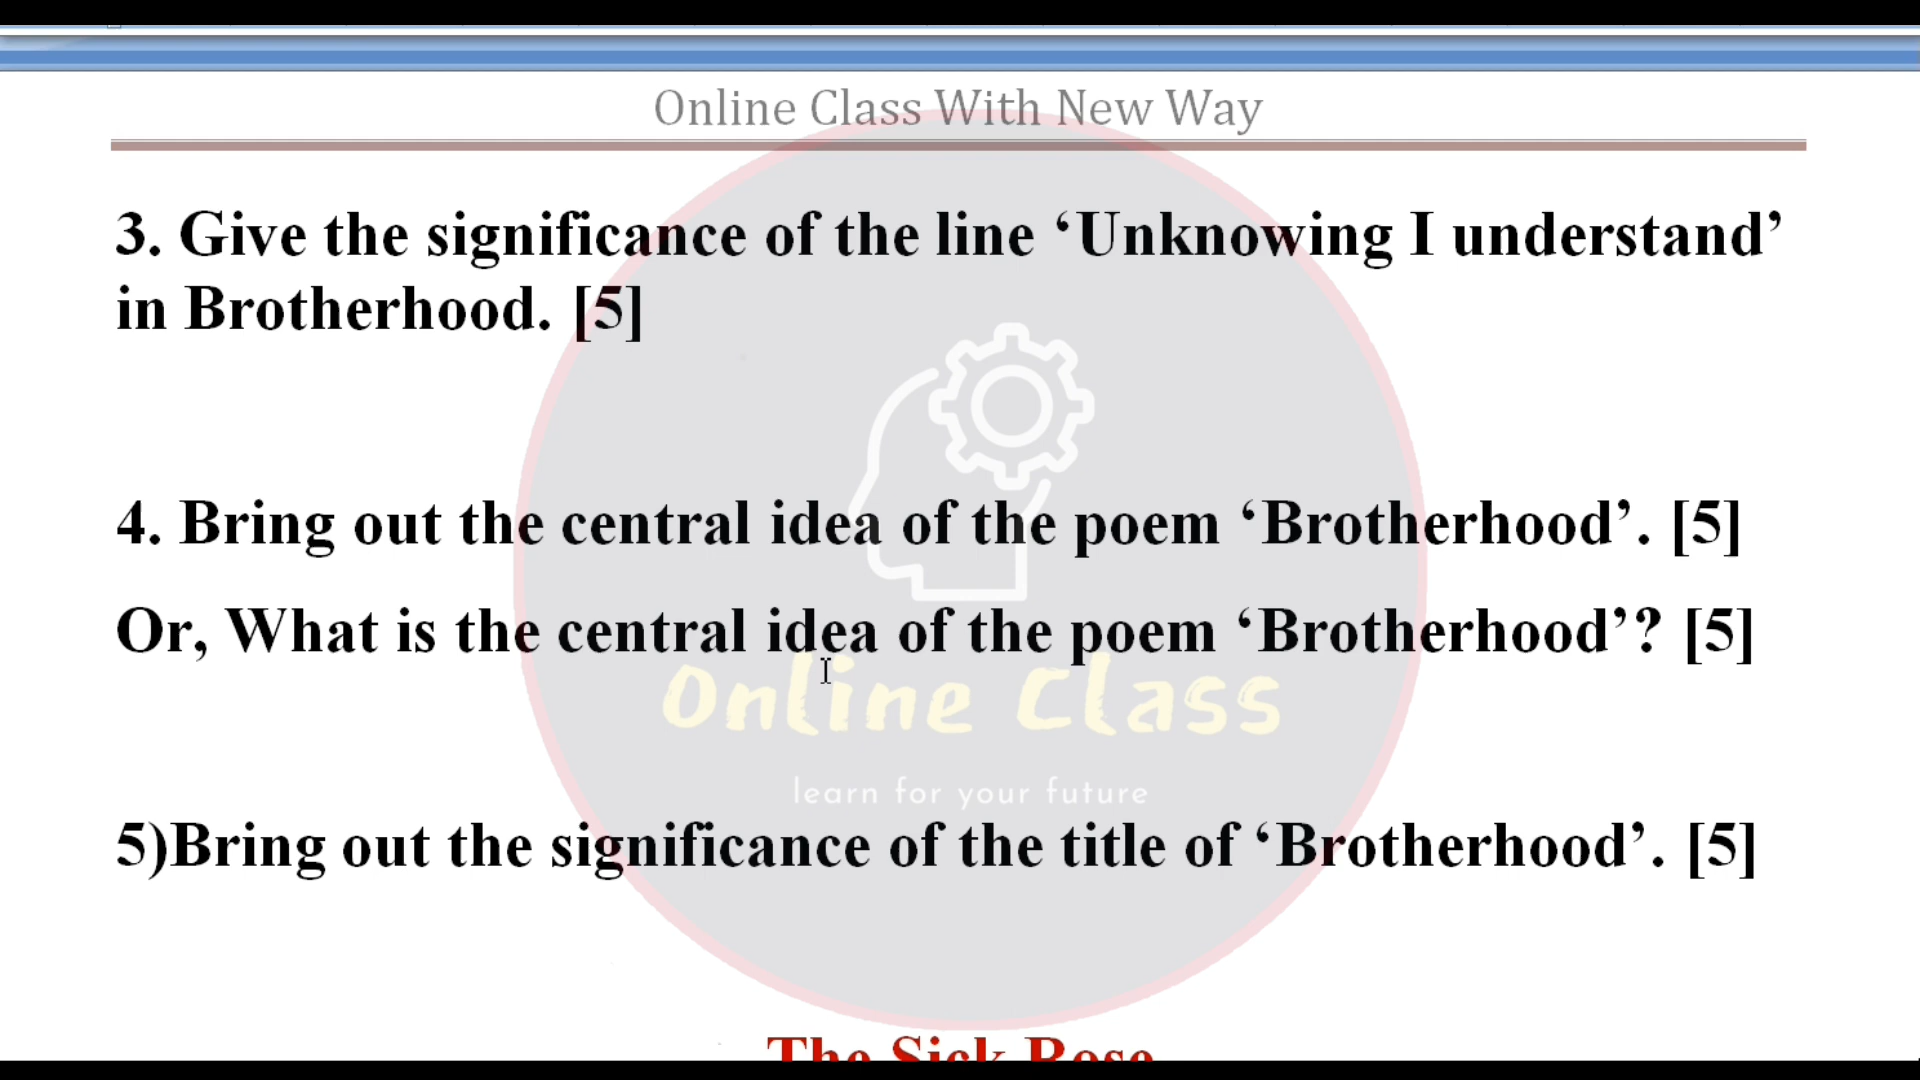 Online Class With New Way
3. Give the significance of the line ‘Unknowing I understand’
in Brotherhood. [5]
4. Bring out the central idea of the poem ‘Brotherhood’. [5]
Or, What is the central idea of the poem ‘Brotherhood’? [5]
Online Class
learn for your future
5)Bring out the significance of the title of ‘Brotherhood’. [5]
The Sick Rose